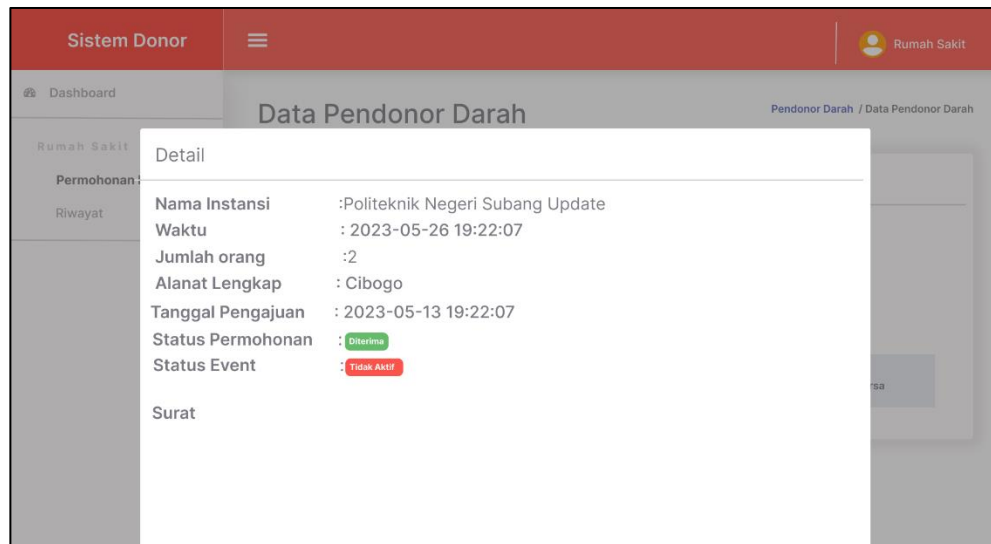 Sistem Donor
Rumah Sakit
Dashboard
Data Pendonor Darah
Pendonor Darah / Data Pendonor Darah
Rumah Sakit
Permohonan
Riwayat
Detail
Nama Instansi :Politeknik Negeri Subang Update
Waktu : 2023-05-26 19:22:07
Jumlah orang :2
Alanat Lengkap : Cibogo
Tanggal Pengajuan : 2023-05-13 19:22:07
Status Permohonan : Diterima
Status Event : Tidak Aktif
Surat